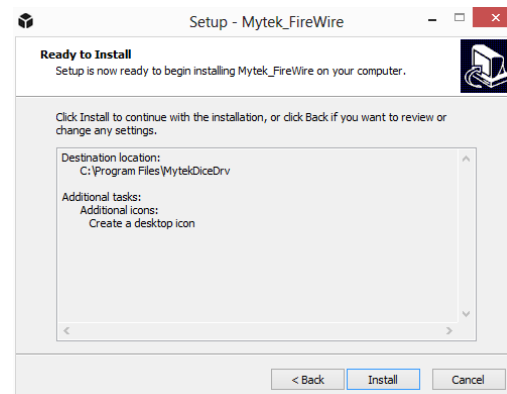 Setup - Mytek_FireWire
Ready to Install
Setup is now ready to begin installing Mytek_FireWire on your computer.
Click Install to continue with the installation, or click Back if you want to review or
change any settings.
Destination location:
C:\Program Files\MytekDiceDrv
Additional tasks:
Additional icons:
Create a desktop icon
< Back
Install
Cancel